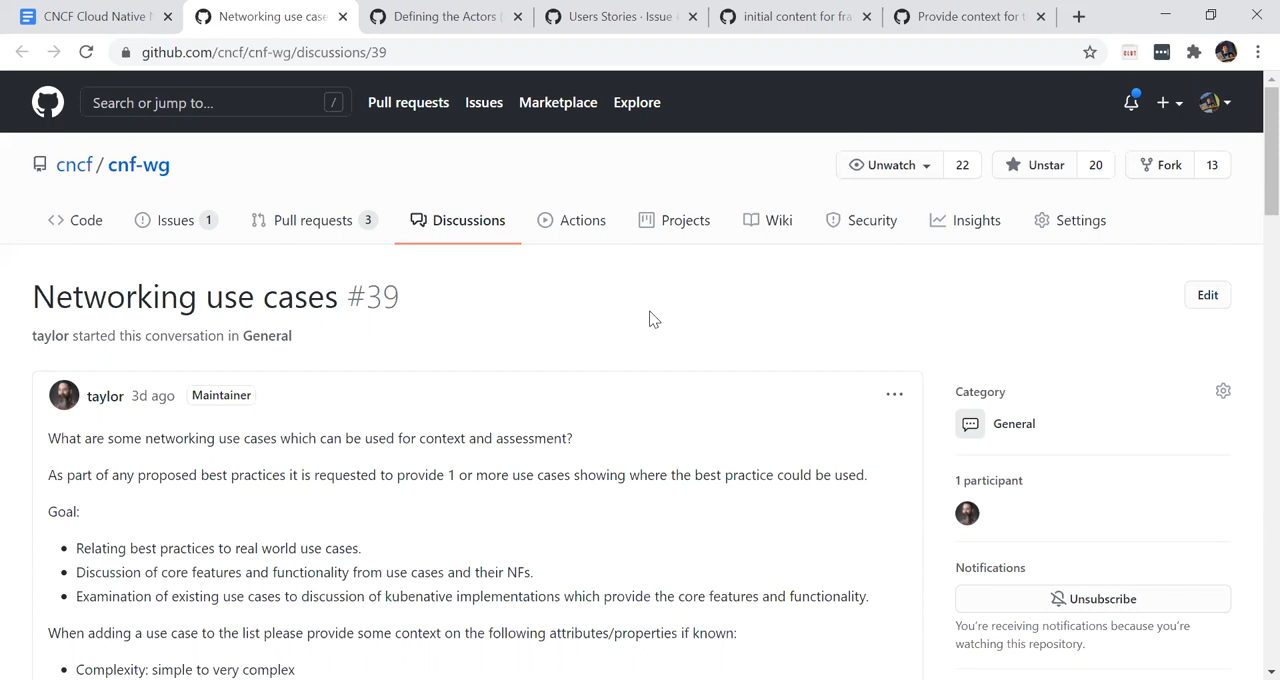 CNCF Cloud Native N
Networking use case
Defining the Actors (
Users Stories · Issue
initial content for fra
Provide context for t
github.com/cncf/cnf-wg/discussions/39
Search or jump to... /
Pull requests Issues Marketplace Explore
cncf / cnf-wg
Unwatch 22 Unstar 20 Fork 13
Code Issues 1 Pull requests 3 Discussions Actions Projects Wiki Security Insights Settings
Networking use cases #39
Edit
taylor started this conversation in General
taylor 3d ago Maintainer
What are some networking use cases which can be used for context and assessment?
As part of any proposed best practices it is requested to provide 1 or more use cases showing where the best practice could be used.
Goal:
Relating best practices to real world use cases.
Discussion of core features and functionality from use cases and their NFs.
Examination of existing use cases to discussion of kubenative implementations which provide the core features and functionality.
When adding a use case to the list please provide some context on the following attributes/properties if known:
Complexity: simple to very complex
Category
General
1 participant
Notifications
Unsubscribe
You're receiving notifications because you're
watching this repository.